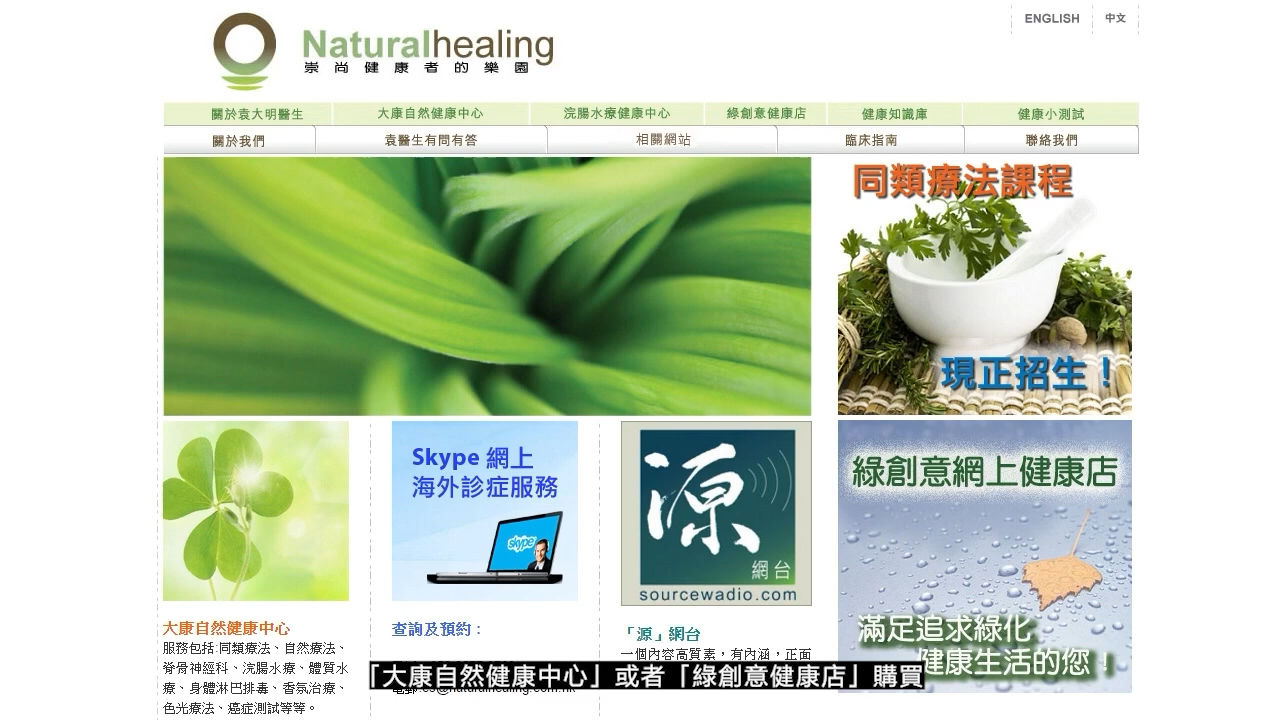 ENGLISH 中文
Naturalhealing
崇尚健康者的樂園
關於袁大明醫生 大康自然健康中心 浣腸水療健康中心 綠創意健康店 健康知識庫 健康小測試
關於我們 袁醫生有問有答 相關網站 臨床指南 聯絡我們
同類療法課程
現正招生！
Skype 網上
海外診症服務
skype
源
網台
sourcewadio.com
綠創意網上健康店
滿足追求綠化
健康生活的您！
大康自然健康中心
服務包括:同類療法、自然療法、
脊骨神經科、浣腸水療、體質水
療、身體淋巴排毒、香氛治療、
色光療法、癌症測試等等。
查詢及預約：
「源」網台
一個內容高質素，有內涵，正面
「大康自然健康中心」或者「綠創意健康店」購買